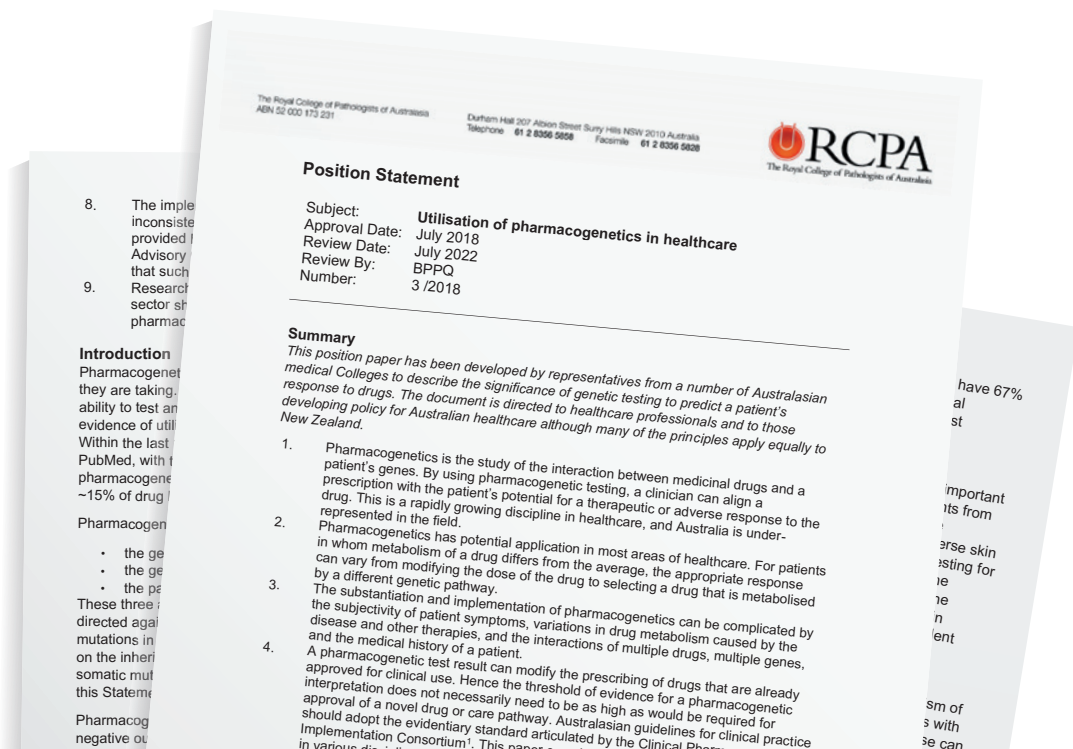 The Royal College of Pathologists of Australasia
ABN 52 000 173 231
Durham Hall 207 Albion Street Surry Hills NSW 2010 Australia
Telephone 61 2 8356 5858 Facsimile 61 2 8356 5828
RCPA
The Royal College of Pathologists of Australasia
Position Statement
Subject: Utilisation of pharmacogenetics in healthcare
Approval Date: July 2018
Review Date: July 2022
Review By: BPPQ
Number: 3 /2018
Summary
This position paper has been developed by representatives from a number of Australasian
medical Colleges to describe the significance of genetic testing to predict a patient's
response to drugs. The document is directed to healthcare professionals and to those
developing policy for Australian healthcare although many of the principles apply equally to
New Zealand.
1. Pharmacogenetics is the study of the interaction between medicinal drugs and a
patient's genes. By using pharmacogenetic testing, a clinician can align a
prescription with the patient's potential for a therapeutic or adverse response to the
drug. This is a rapidly growing discipline in healthcare, and Australia is under-
represented in the field.
2. Pharmacogenetics has potential application in most areas of healthcare. For patients
in whom metabolism of a drug differs from the average, the appropriate response
can vary from modifying the dose of the drug to selecting a drug that is metabolised
by a different genetic pathway.
3. The substantiation and implementation of pharmacogenetics can be complicated by
the subjectivity of patient symptoms, variations in drug metabolism caused by the
disease and other therapies, and the interactions of multiple drugs, multiple genes,
and the medical history of a patient.
4. A pharmacogenetic test result can modify the prescribing of drugs that are already
approved for clinical use. Hence the threshold of evidence for a pharmacogenetic
interpretation does not necessarily need to be as high as would be required for
approval of a novel drug or care pathway. Australasian guidelines for clinical practice
should adopt the evidentiary standard articulated by the Clinical Phar
Implementation Consortium¹. This paper
in various
8. The imple
inconsiste
provided
Advisory
that such
9. Research
sector sh
pharmac
Introduction
Pharmacogenet
they are taking.
ability to test an
evidence of utili
Within the last
PubMed, with t
pharmacogene
~15% of drug
Pharmacogen
• the ge
• the ge
• the pa
These three
directed agai
mutations in
on the inheri
somatic mut
this Stateme
Pharmacog
negative ou
have 67%
al
st
important
ts from
erse skin
esting for
ne
ne
n
ent
sm of
s with
se can